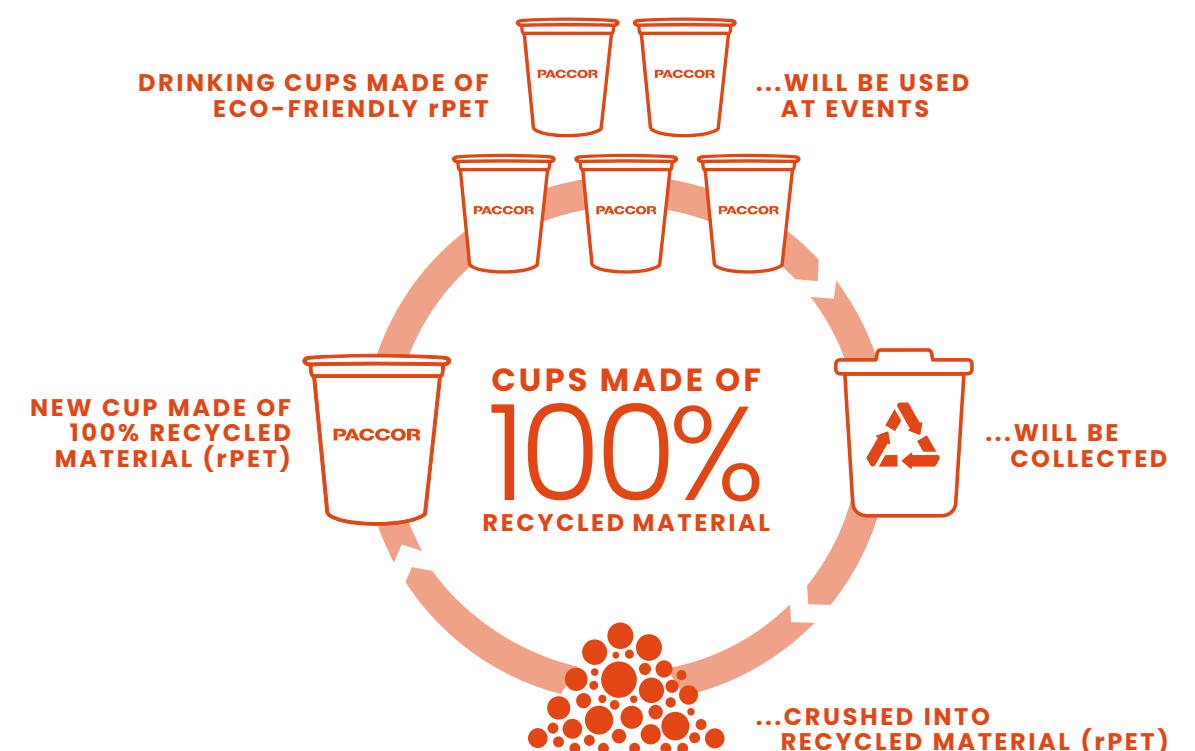 PACCOR
PACCOR
DRINKING CUPS MADE OF
ECO-FRIENDLY rPET
...WILL BE USED
AT EVENTS
PACCOR
PACCOR
PACCOR
CUPS MADE OF
100%
RECYCLED MATERIAL
NEW CUP MADE OF
100% RECYCLED
MATERIAL (rPET)
PACCOR
...WILL BE
COLLECTED
...CRUSHED INTO
RECYCLED MATERIAL (rPET)